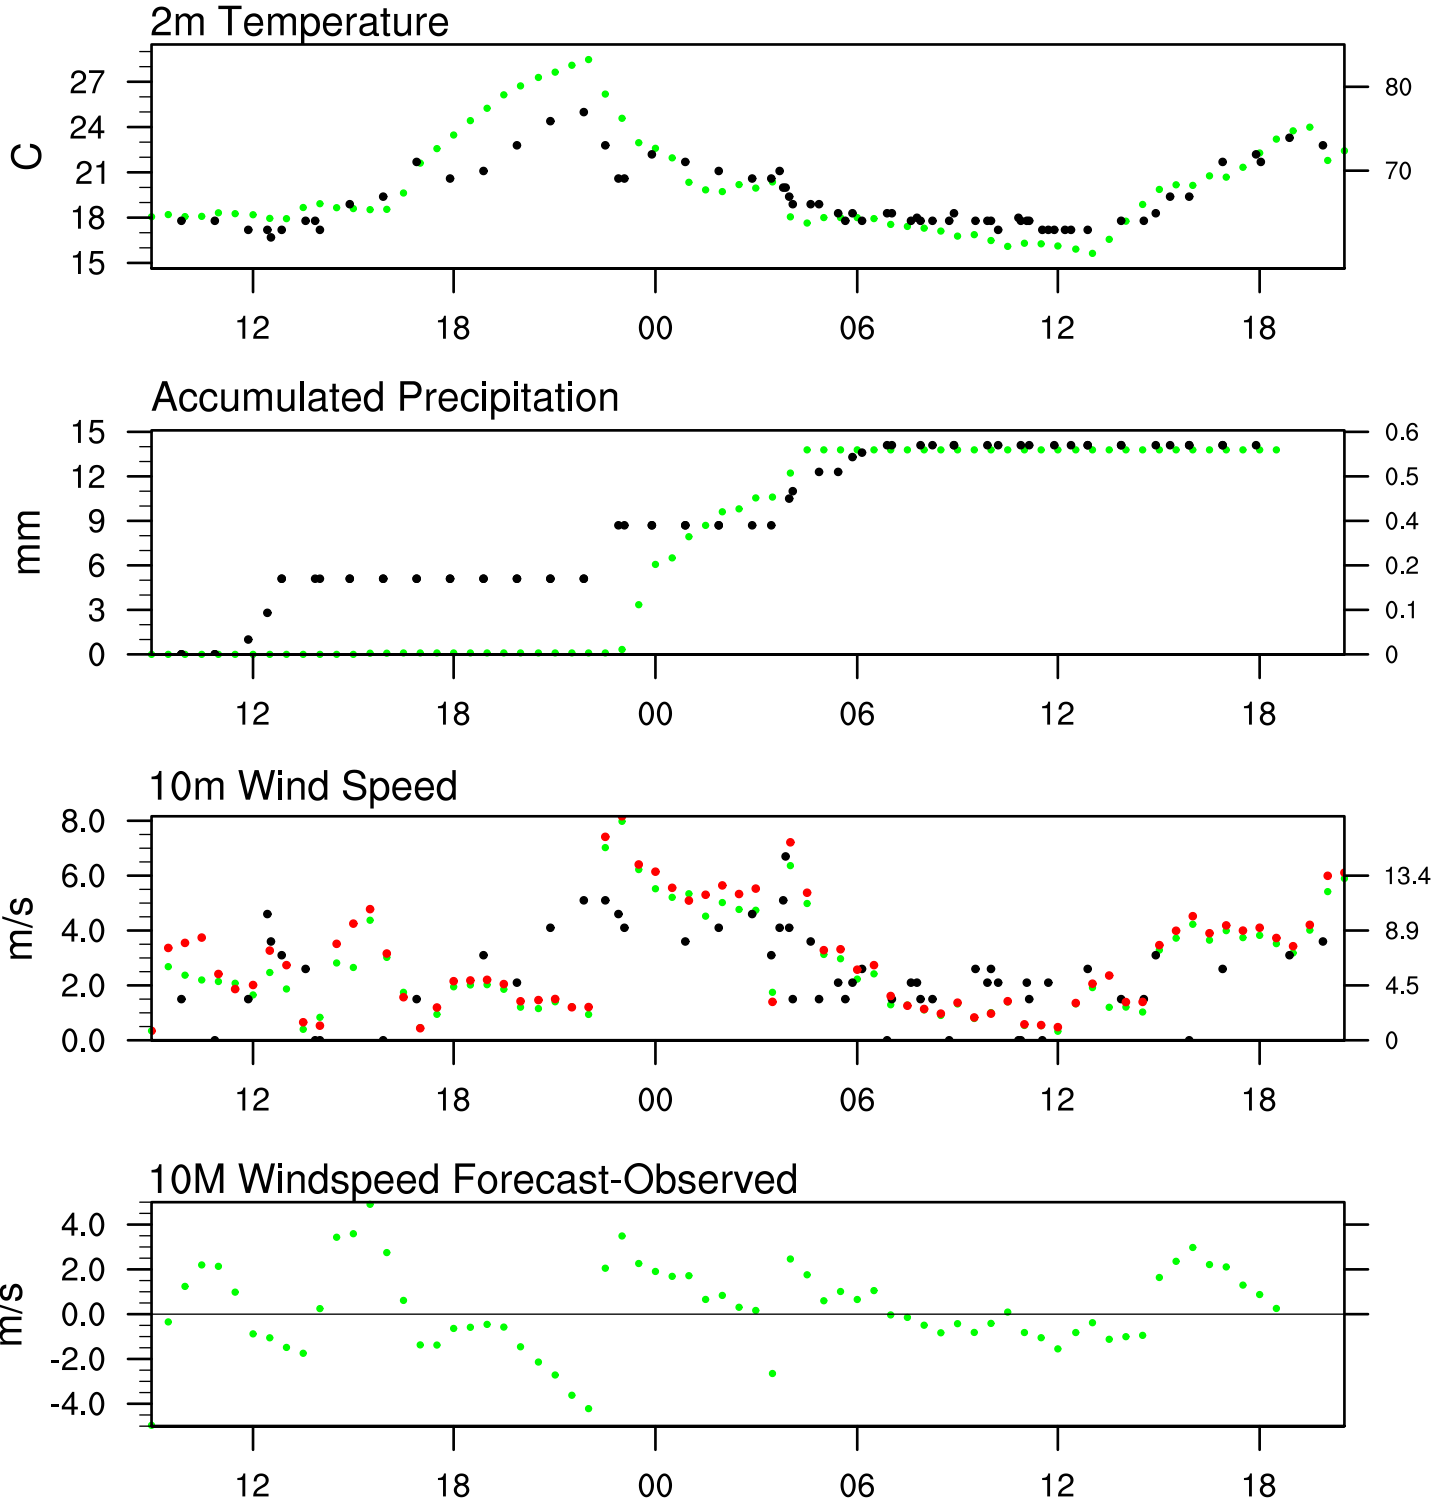 2m Temperature
27
24
21
18
15
C
80
70
12 18 00 06 12 18
Accumulated Precipitation
15
12
9
6
3
0
mm
0.6
0.5
0.4
0.2
0.1
0
12 18 00 06 12 18
10m Wind Speed
8.0
6.0
4.0
2.0
0.0
m/s
13.4
8.9
4.5
0
12 18 00 06 12 18
10M Windspeed Forecast-Observed
4.0
2.0
0.0
-2.0
-4.0
m/s
12 18 00 06 12 18